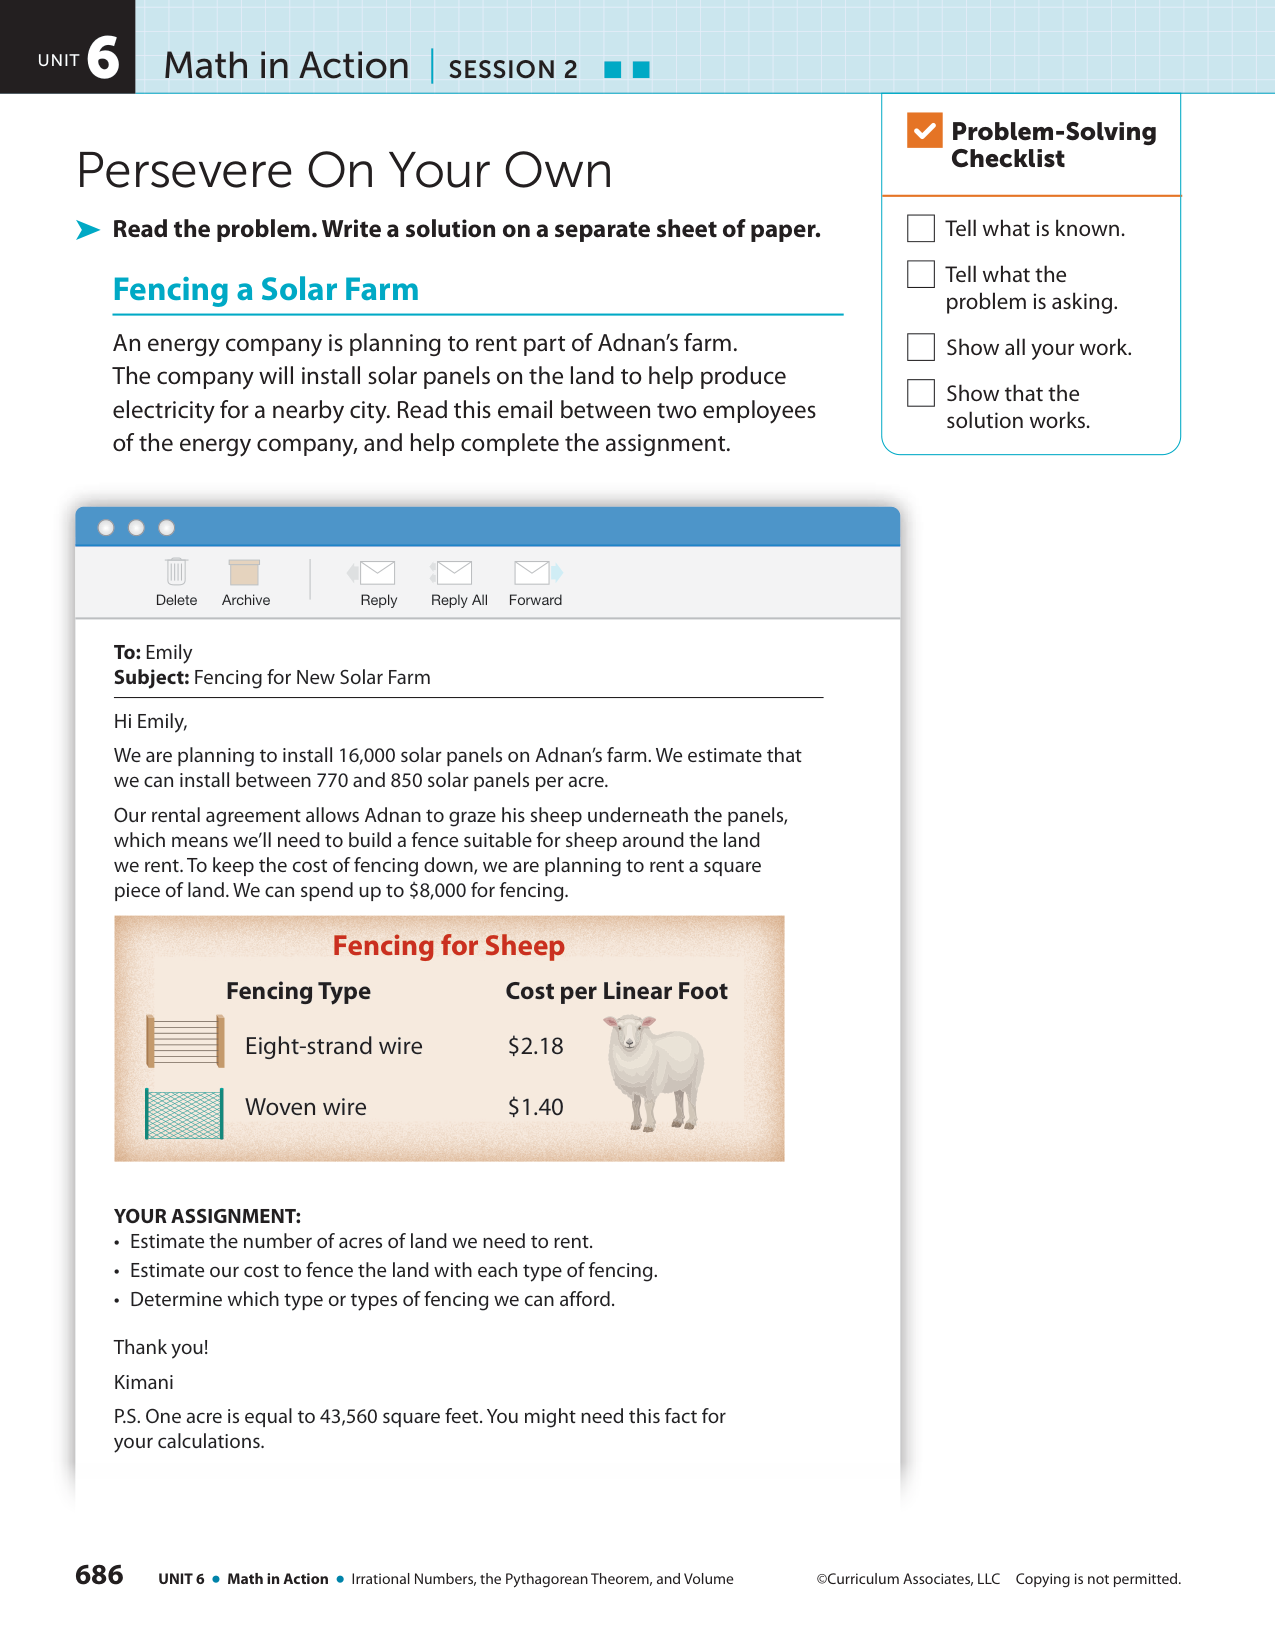 UNIT 6 Math in Action | SESSION 2
Persevere On Your Own
Read the problem. Write a solution on a separate sheet of paper.
Fencing a Solar Farm
An energy company is planning to rent part of Adnan's farm.
The company will install solar panels on the land to help produce
electricity for a nearby city. Read this email between two employees
of the energy company, and help complete the assignment.
Problem-Solving
Checklist
Tell what is known.
Tell what the
problem is asking.
Show all your work.
Show that the
solution works.
Delete Archive Reply Reply All Forward
To: Emily
Subject: Fencing for New Solar Farm
Hi Emily,
We are planning to install 16,000 solar panels on Adnan's farm. We estimate that
we can install between 770 and 850 solar panels per acre.
Our rental agreement allows Adnan to graze his sheep underneath the panels,
which means we'll need to build a fence suitable for sheep around the land
we rent. To keep the cost of fencing down, we are planning to rent a square
piece of land. We can spend up to $8,000 for fencing.
Fencing for Sheep
Fencing Type Cost per Linear Foot
Eight-strand wire $2.18
Woven wire $1.40
YOUR ASSIGNMENT:
• Estimate the number of acres of land we need to rent.
• Estimate our cost to fence the land with each type of fencing.
• Determine which type or types of fencing we can afford.
Thank you!
Kimani
P.S. One acre is equal to 43,560 square feet. You might need this fact for
your calculations.
686 UNIT 6 • Math in Action • Irrational Numbers, the Pythagorean Theorem, and Volume ©Curriculum Associates, LLC Copying is not permitted.